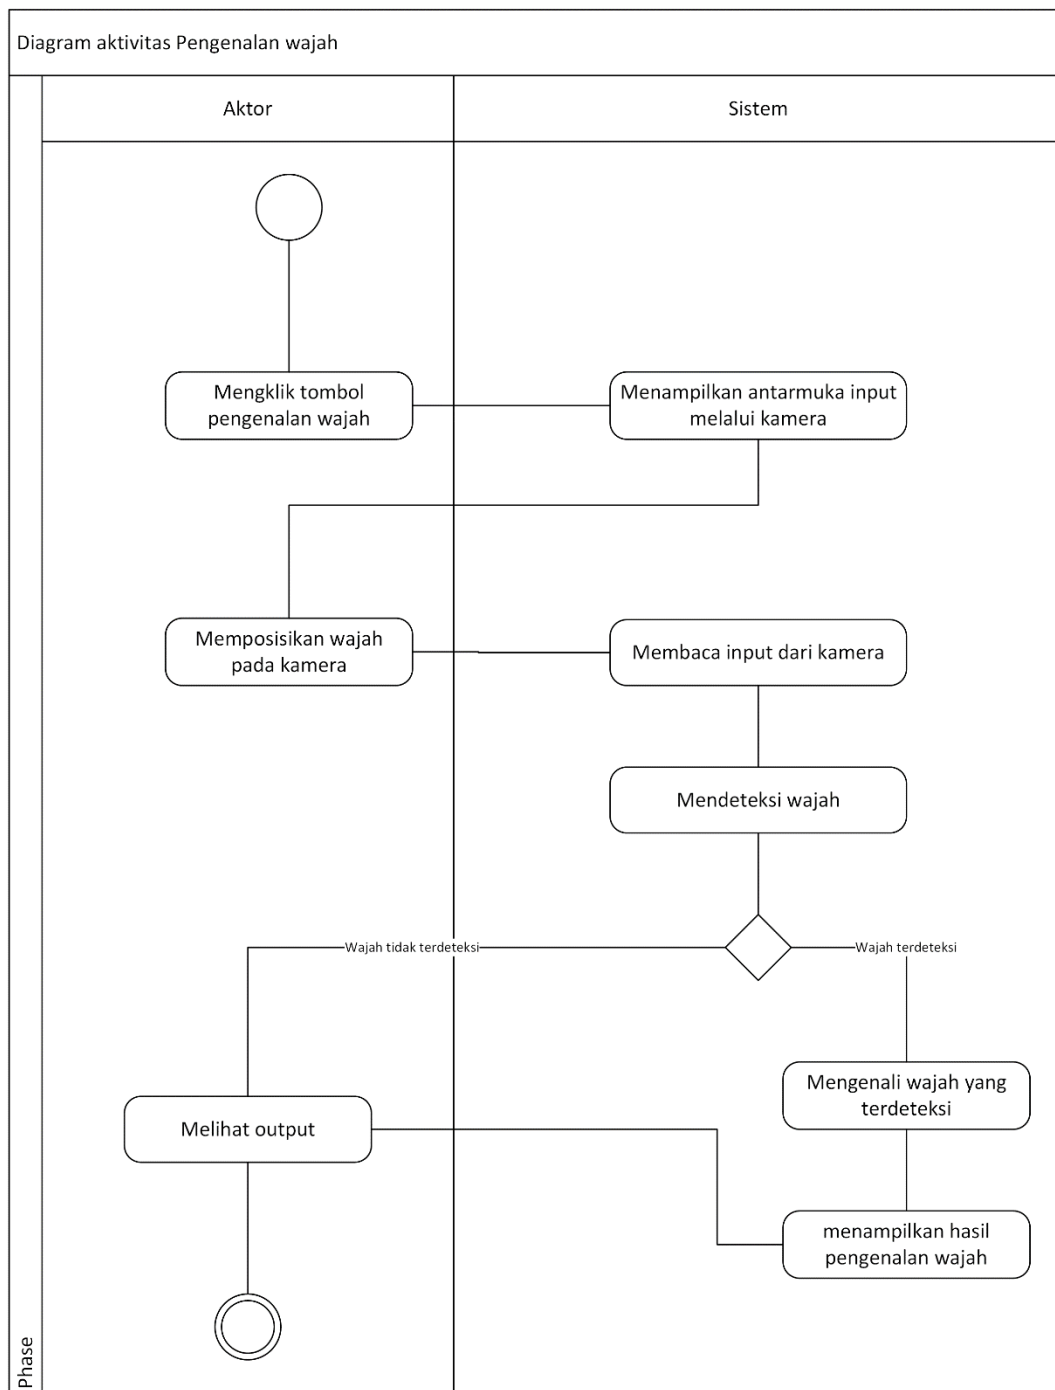 Diagram aktivitas Pengenalan wajah
Aktor
Sistem
Mengklik tombol
pengenalan wajah
Menampilkan antarmuka input
melalui kamera
Memposisikan wajah
pada kamera
Membaca input dari kamera
Mendeteksi wajah
Wajah tidak terdeteksi
Wajah terdeteksi
Mengenali wajah yang
terdeteksi
Melihat output
menampilkan hasil
pengenalan wajah
Phase